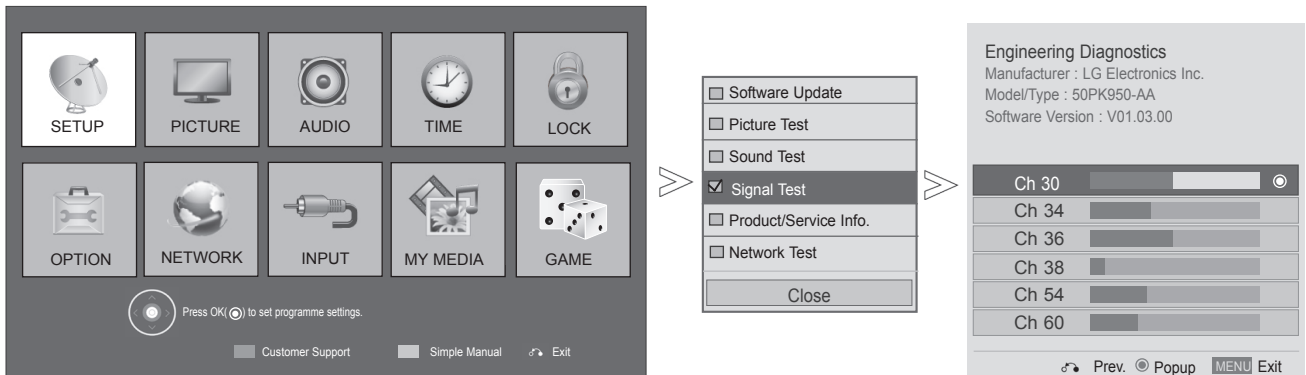 SETUP
PICTURE
AUDIO
TIME
LOCK
OPTION
NETWORK
INPUT
MY MEDIA
GAME
Press OK( ) to set programme settings.
Customer Support
Simple Manual
Exit
Software Update
Picture Test
Sound Test
Signal Test
Product/Service Info.
Network Test
Close
Engineering Diagnostics
Manufacturer : LG Electronics Inc.
Model/Type : 50PK950-AA
Software Version : V01.03.00
Ch 30
Ch 34
Ch 36
Ch 38
Ch 54
Ch 60
Prev. Popup MENU Exit